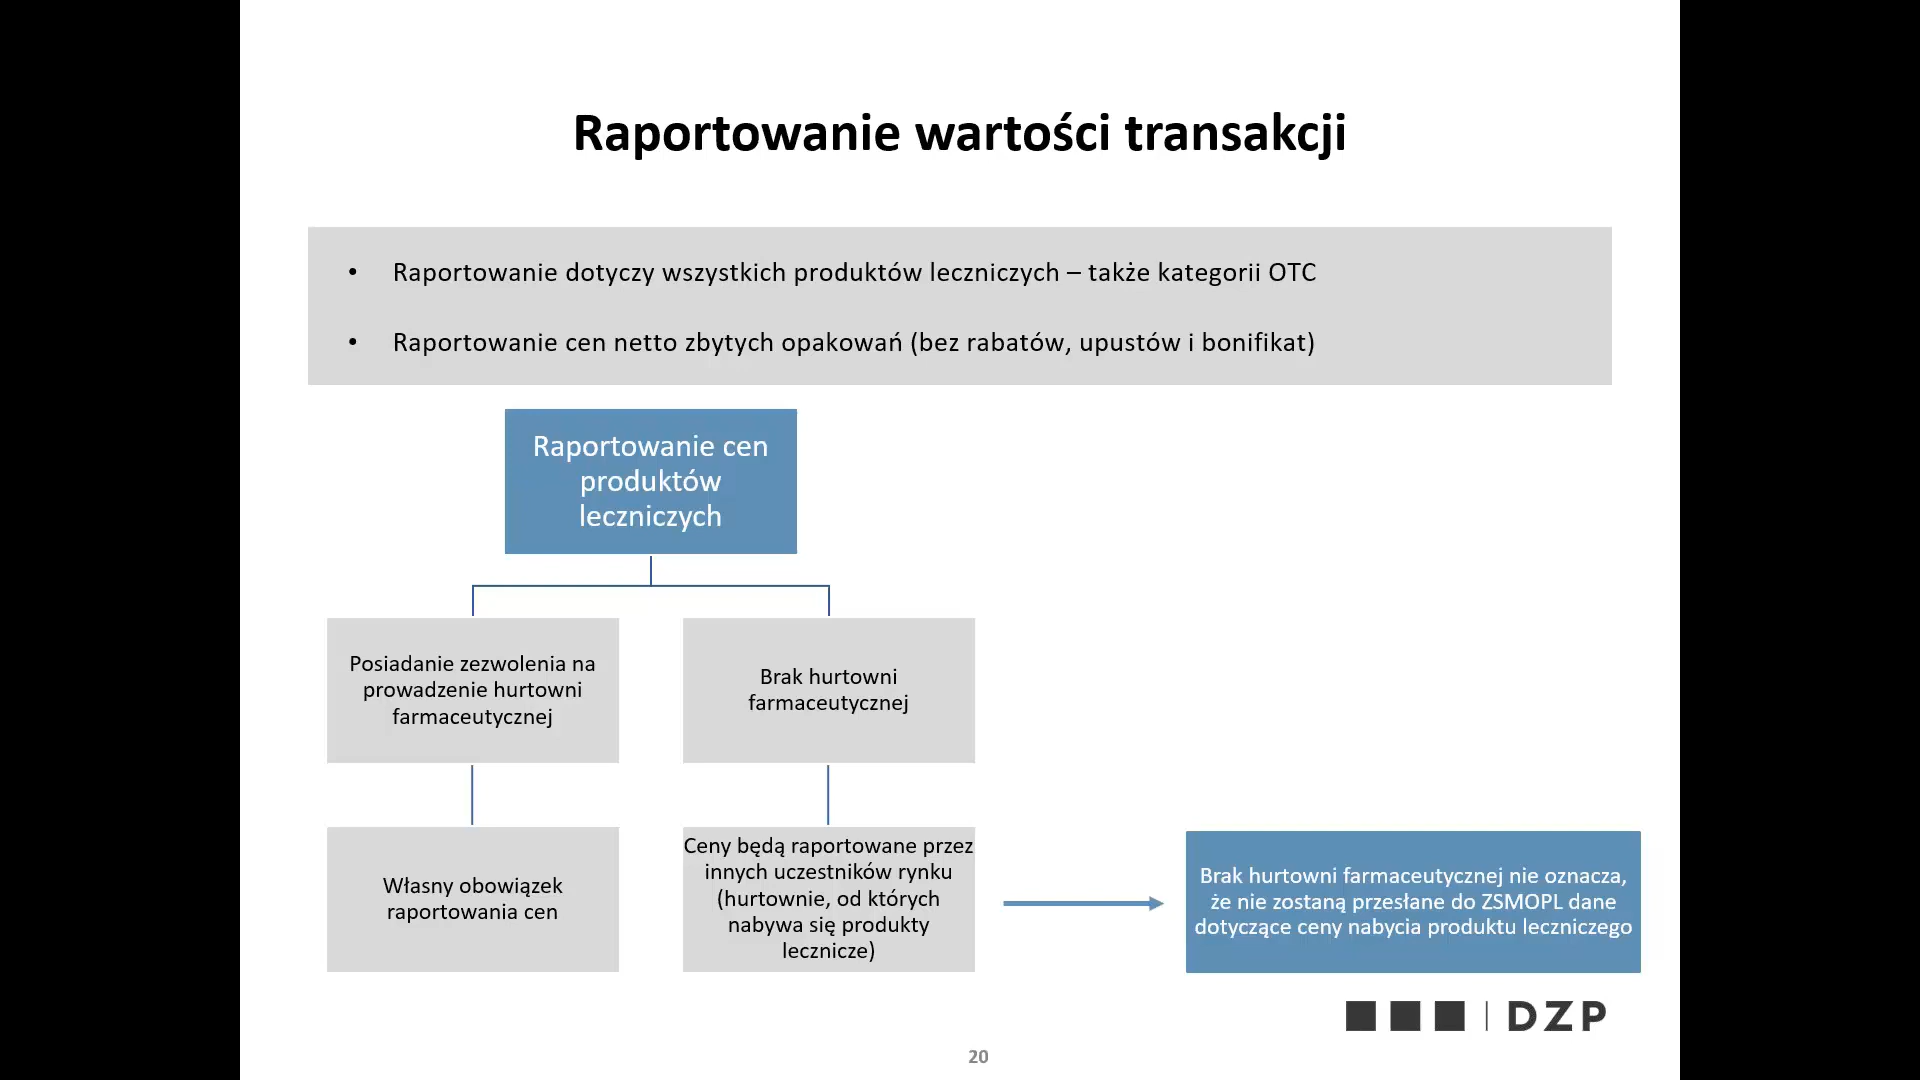 Raportowanie wartości transakcji
• Raportowanie dotyczy wszystkich produktów leczniczych – także kategorii OTC
• Raportowanie cen netto zbytych opakowań (bez rabatów, upustów i bonifikat)
Raportowanie cen
produktów
leczniczych
Posiadanie zezwolenia na
prowadzenie hurtowni
farmaceutycznej
Brak hurtowni
farmaceutycznej
Własny obowiązek
raportowania cen
Ceny będą raportowane przez
innych uczestników rynku
(hurtownie, od których
nabywa się produkty
lecznicze)
Brak hurtowni farmaceutycznej nie oznacza,
że nie zostaną przesłane do ZSMOPL dane
dotyczące ceny nabycia produktu leczniczego
DZP
20